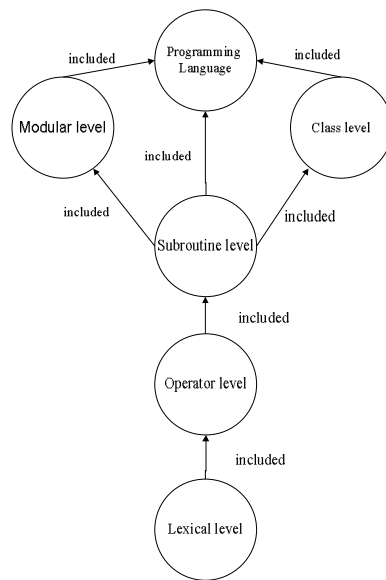 included
Programming
Language
included
Modular level
Class level
included
included
included
Subroutine level
included
Operator level
included
Lexical level